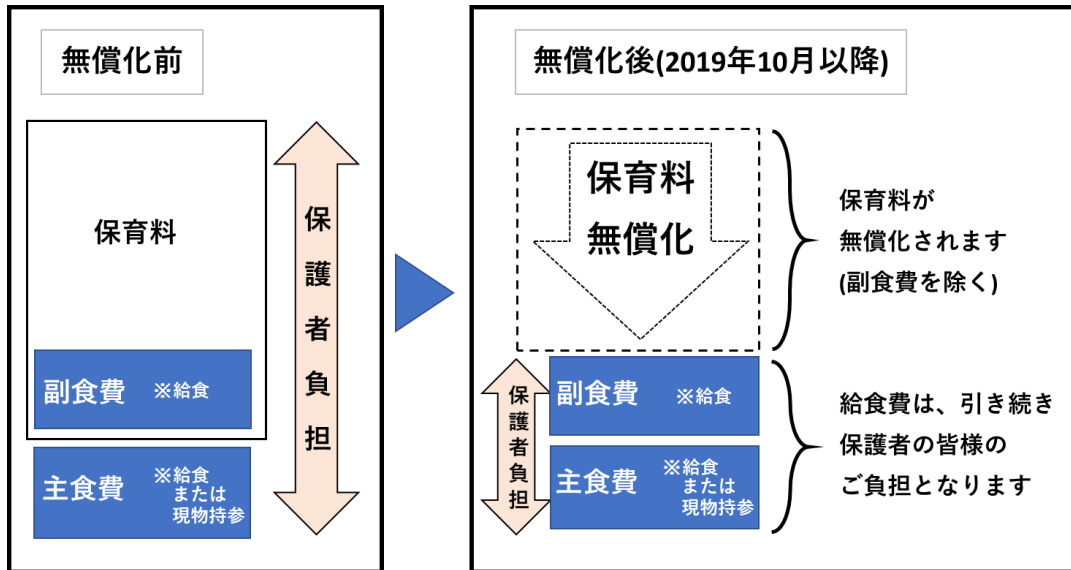 無償化前
保育料
副食費 ※給食
主食費 ※給食
または
現物持参
保護者負担
無償化後(2019年10月以降)
保育料
無償化
保育料が
無償化されます
(副食費を除く)
保護者負担
副食費 ※給食
主食費 ※給食
または
現物持参
給食費は、引き続き
保護者の皆様の
ご負担となります